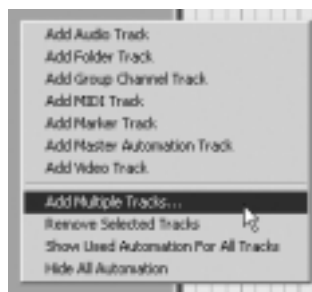 Add Audio Track
Add Folder Track
Add Group Channel Track
Add MIDI Track
Add Marker Track
Add Master Automation Track
Add Video Track
Add Multiple Tracks...
Remove Selected Tracks
Show Used Automation For All Tracks
Hide All Automation